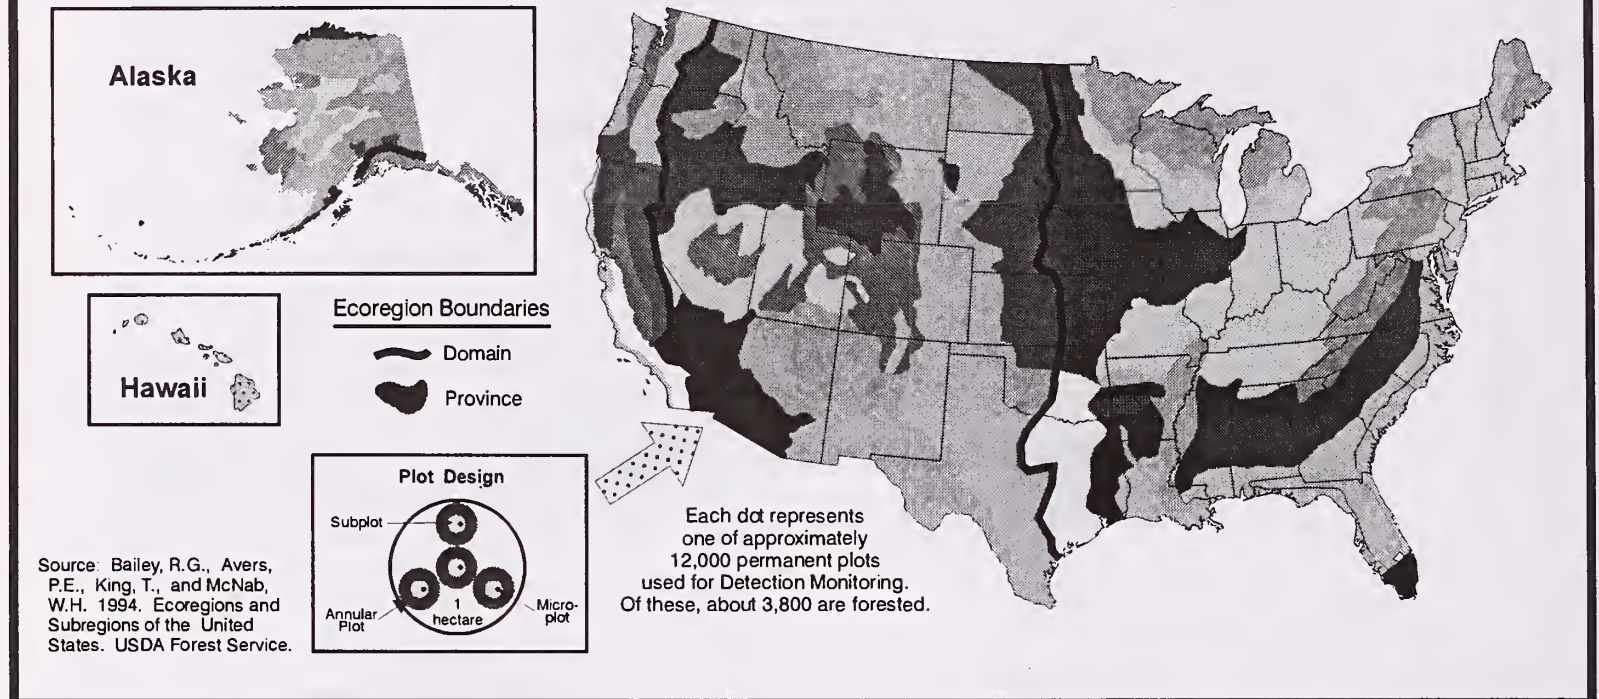 Alaska
Hawaii
Ecoregion Boundaries
Domain
Province
Plot Design
Subplot
Annular
Plot
1
hectare
Micro-
plot
Each dot represents
one of approximately
12,000 permanent plots
used for Detection Monitoring.
Of these, about 3,800 are forested.
Source: Bailey, R.G., Avers,
P.E., King, T., and McNab,
W.H. 1994. Ecoregions and
Subregions of the United
States. USDA Forest Service.